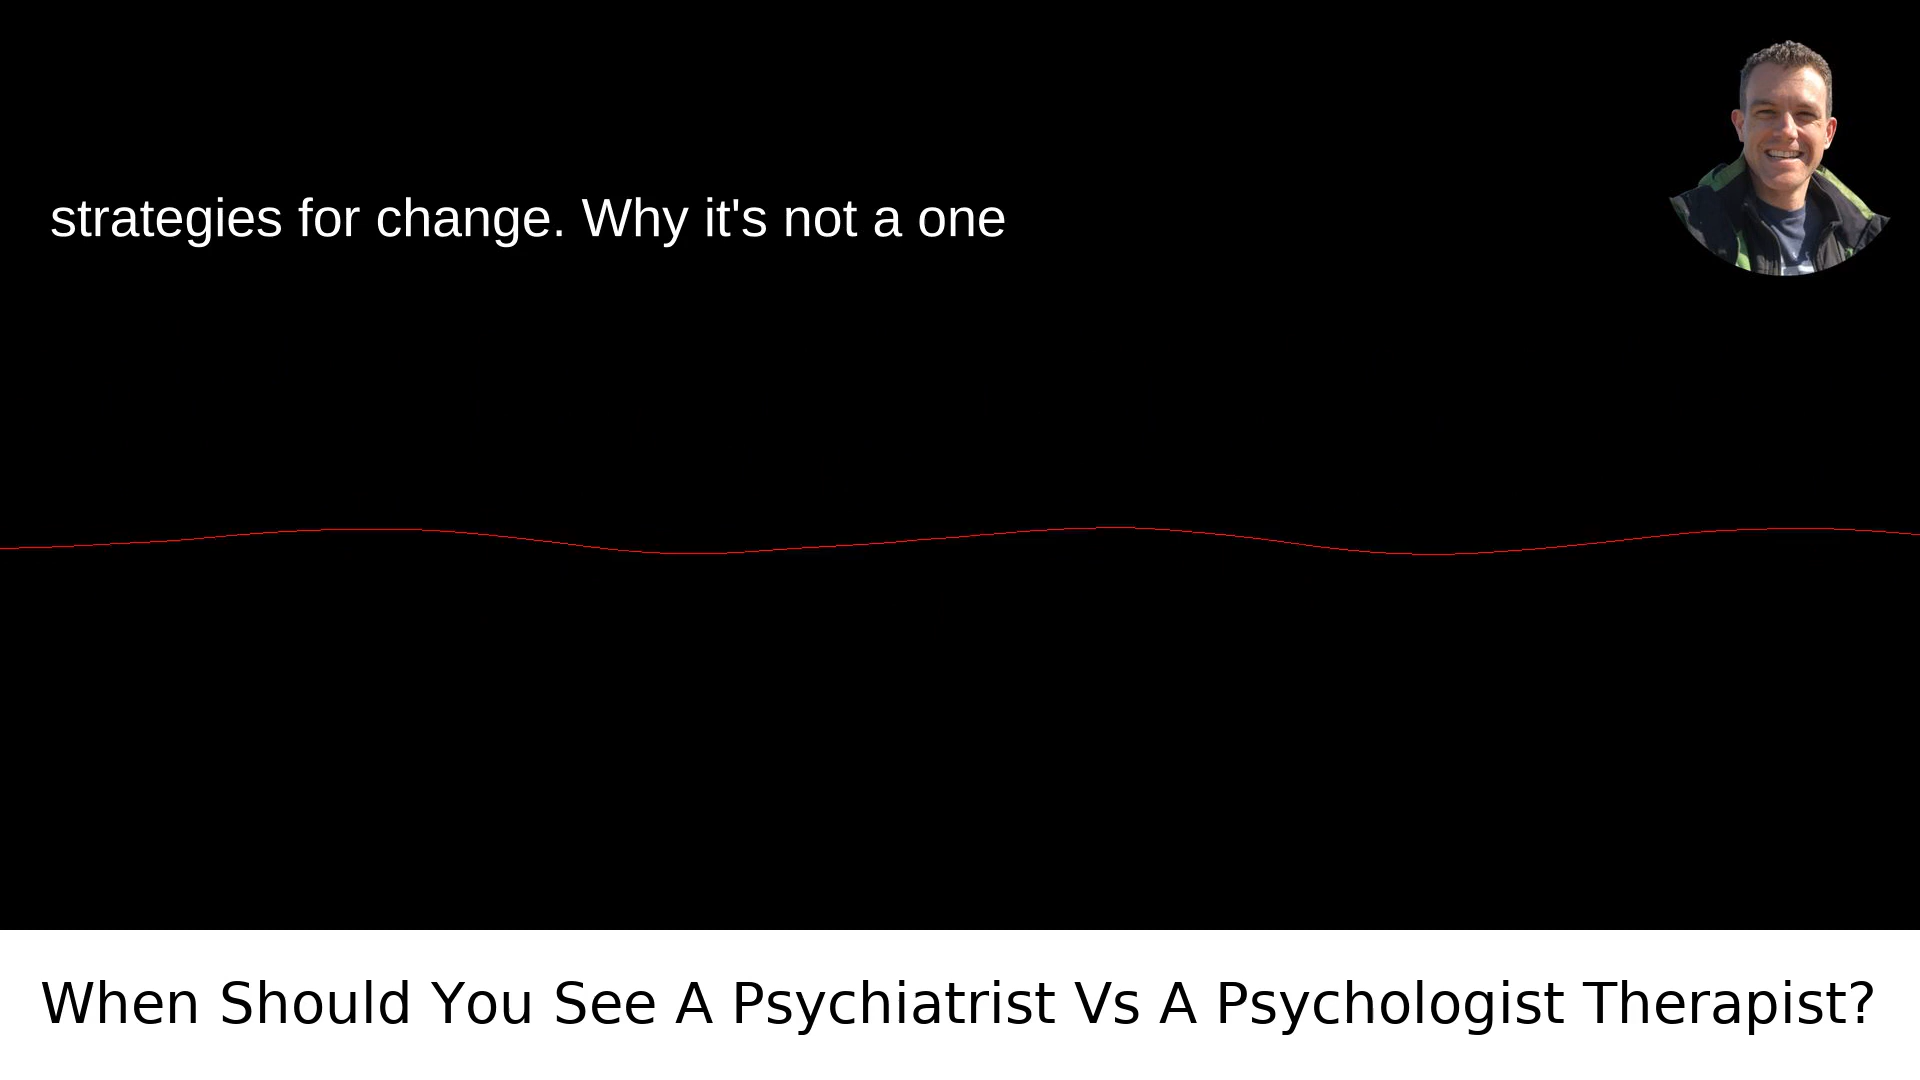 strategies for change. Why it's not a one
When Should You See A Psychiatrist Vs A Psychologist Therapist?